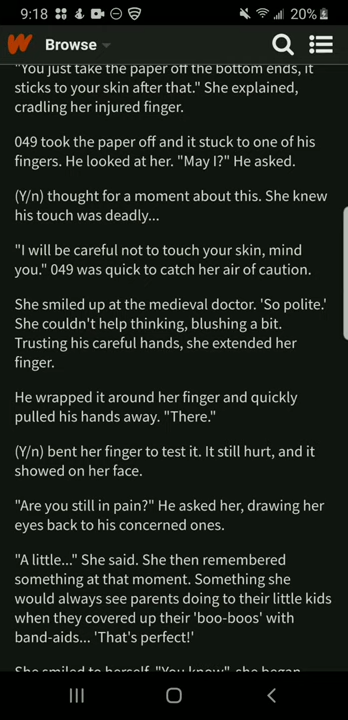 9:18
20%
Browse
"You just take the paper off the bottom ends, it
sticks to your skin after that." She explained,
cradling her injured finger.
049 took the paper off and it stuck to one of his
fingers. He looked at her. "May I?" He asked.
(Y/n) thought for a moment about this. She knew
his touch was deadly...
"I will be careful not to touch your skin, mind
you." 049 was quick to catch her air of caution.
She smiled up at the medieval doctor. 'So polite.'
She couldn't help thinking, blushing a bit.
Trusting his careful hands, she extended her
finger.
He wrapped it around her finger and quickly
pulled his hands away. "There."
(Y/n) bent her finger to test it. It still hurt, and it
showed on her face.
"Are you still in pain?" He asked her, drawing her
eyes back to his concerned ones.
"A little..." She said. She then remembered
something at that moment. Something she
would always see parents doing to their little kids
when they covered up their 'boo-boos' with
band-aids... 'That's perfect!'
She smiled to herself. "You know", she began